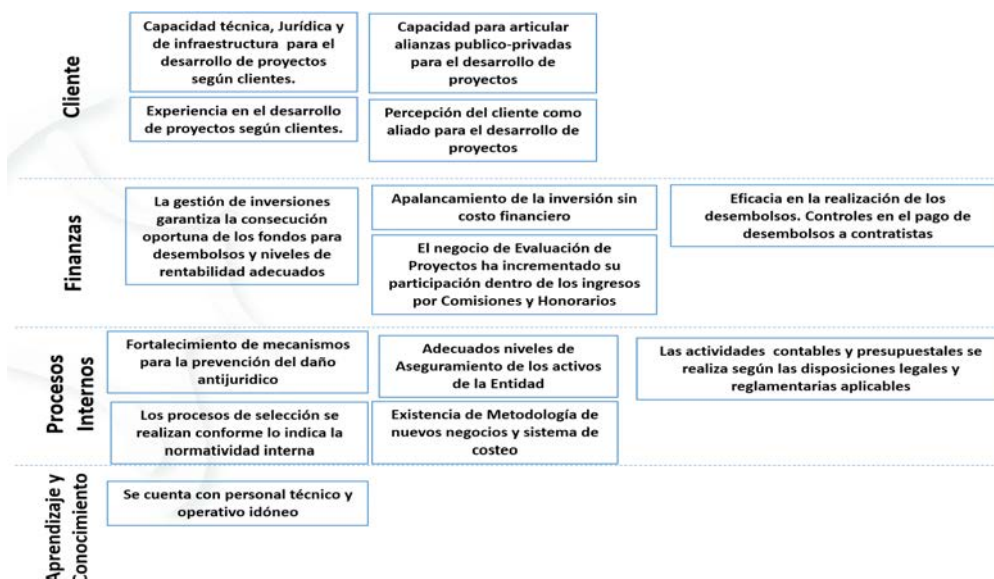 Cliente
Capacidad técnica, Jurídica y
de infraestructura para el
desarrollo de proyectos
según clientes.
Capacidad para articular
alianzas publico-privadas
para el desarrollo de
proyectos
Experiencia en el desarrollo
de proyectos según clientes.
Percepción del cliente como
aliado para el desarrollo de
proyectos
Finanzas
La gestión de inversiones
garantiza la consecución
oportuna de los fondos para
desembolsos y niveles de
rentabilidad adecuados
Apalancamiento de la inversión sin
costo financiero
El negocio de Evaluación de
Proyectos ha incrementado su
participación dentro de los ingresos
por Comisiones y Honorarios
Eficacia en la realización de los
desembolsos. Controles en el pago de
desembolsos a contratistas
Procesos
Internos
Fortalecimiento de mecanismos
para la prevención del daño
antijuridico
Adecuados niveles de
Aseguramiento de los activos
de la Entidad
Las actividades contables y presupuestales se
realiza según las disposiciones legales y
reglamentarias aplicables
Los procesos de selección se
realizan conforme lo indica la
normatividad interna
Existencia de Metodología de
nuevos negocios y sistema de
costeo
Aprendizaje y
Conocimiento
Se cuenta con personal técnico y
operativo idóneo